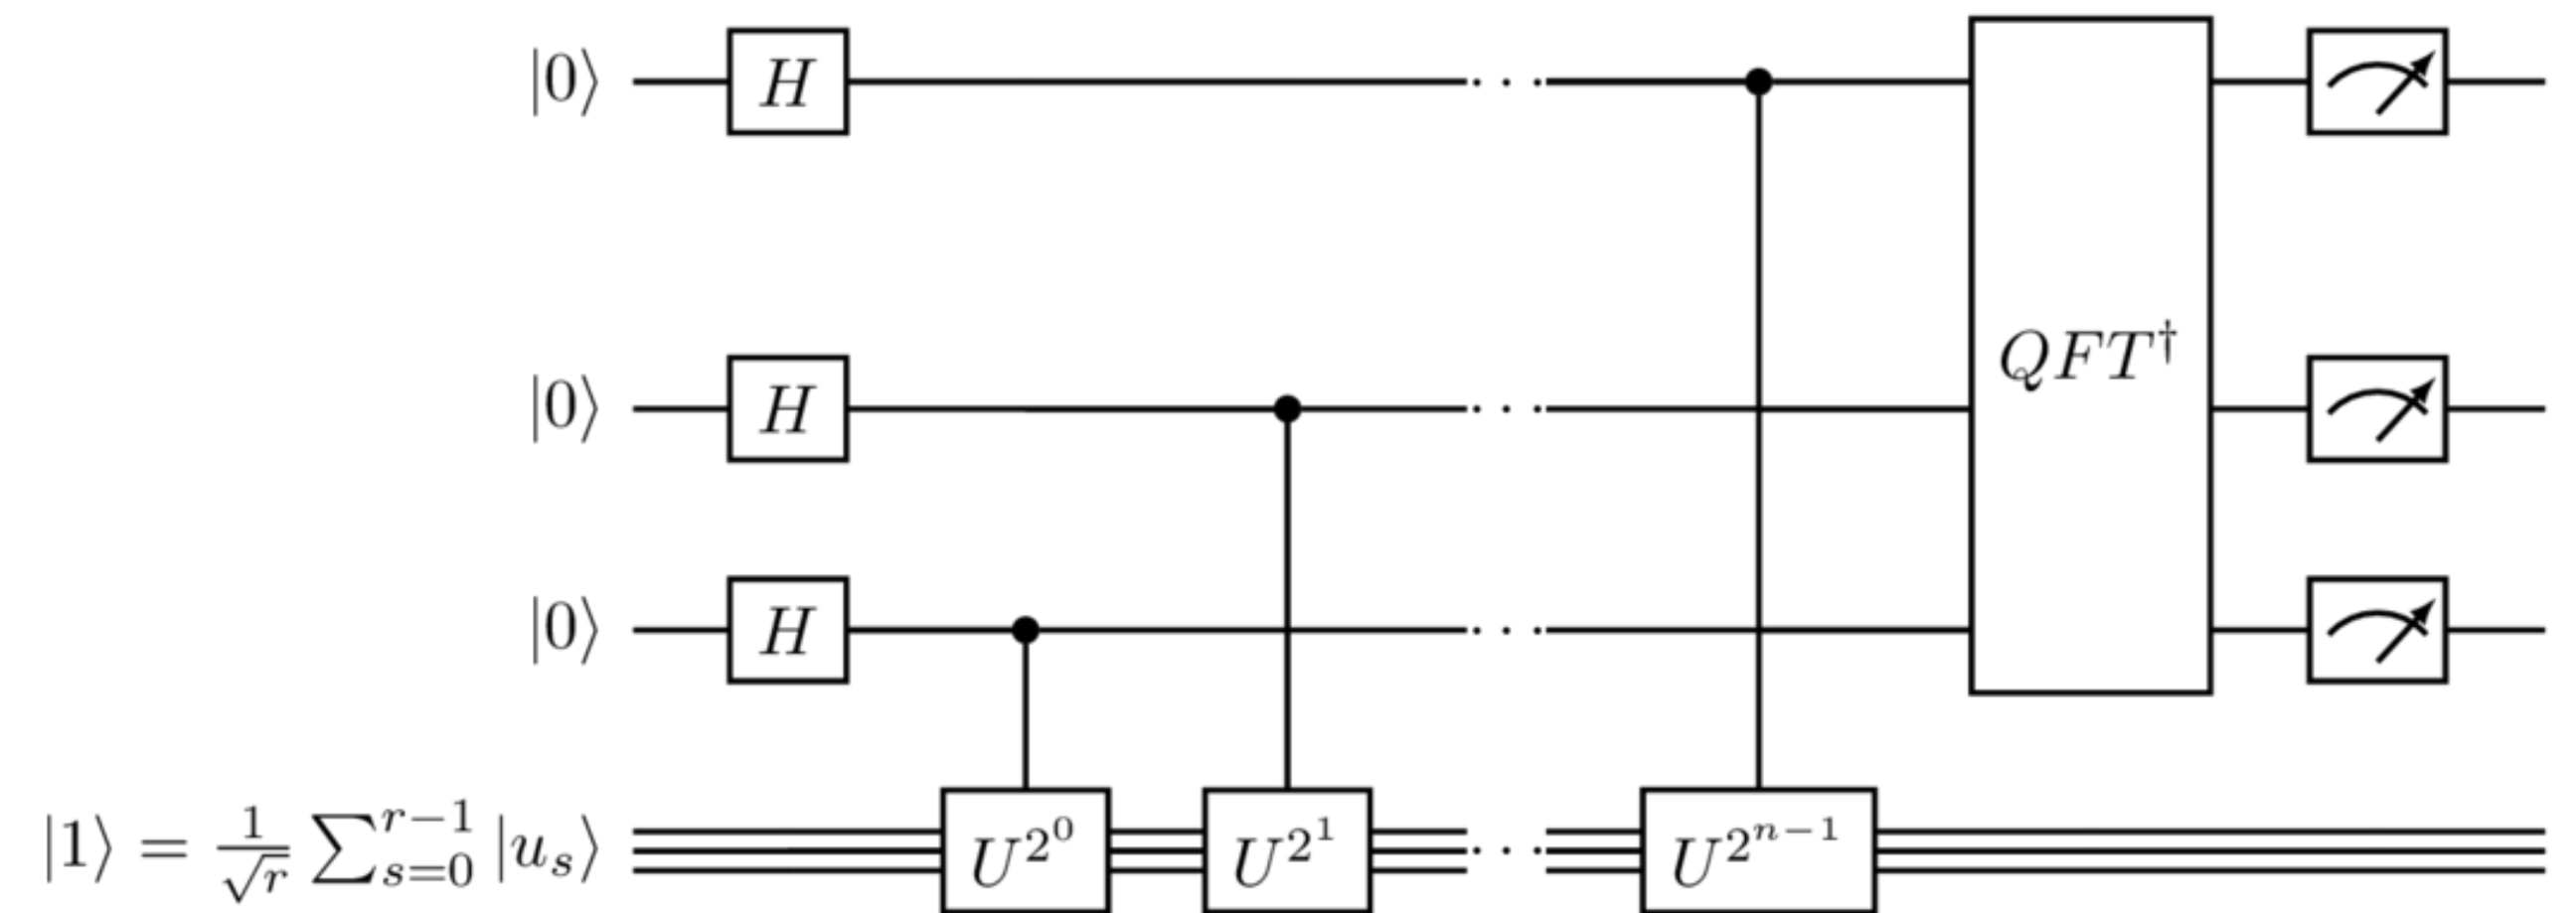 |0⟩ H
QFT†
|0⟩ H
|0⟩ H
|1⟩ = 1/√r ∑_{s=0}^{r−1} |u_s⟩ U^{2^0} U^{2^1} U^{2^{n−1}}